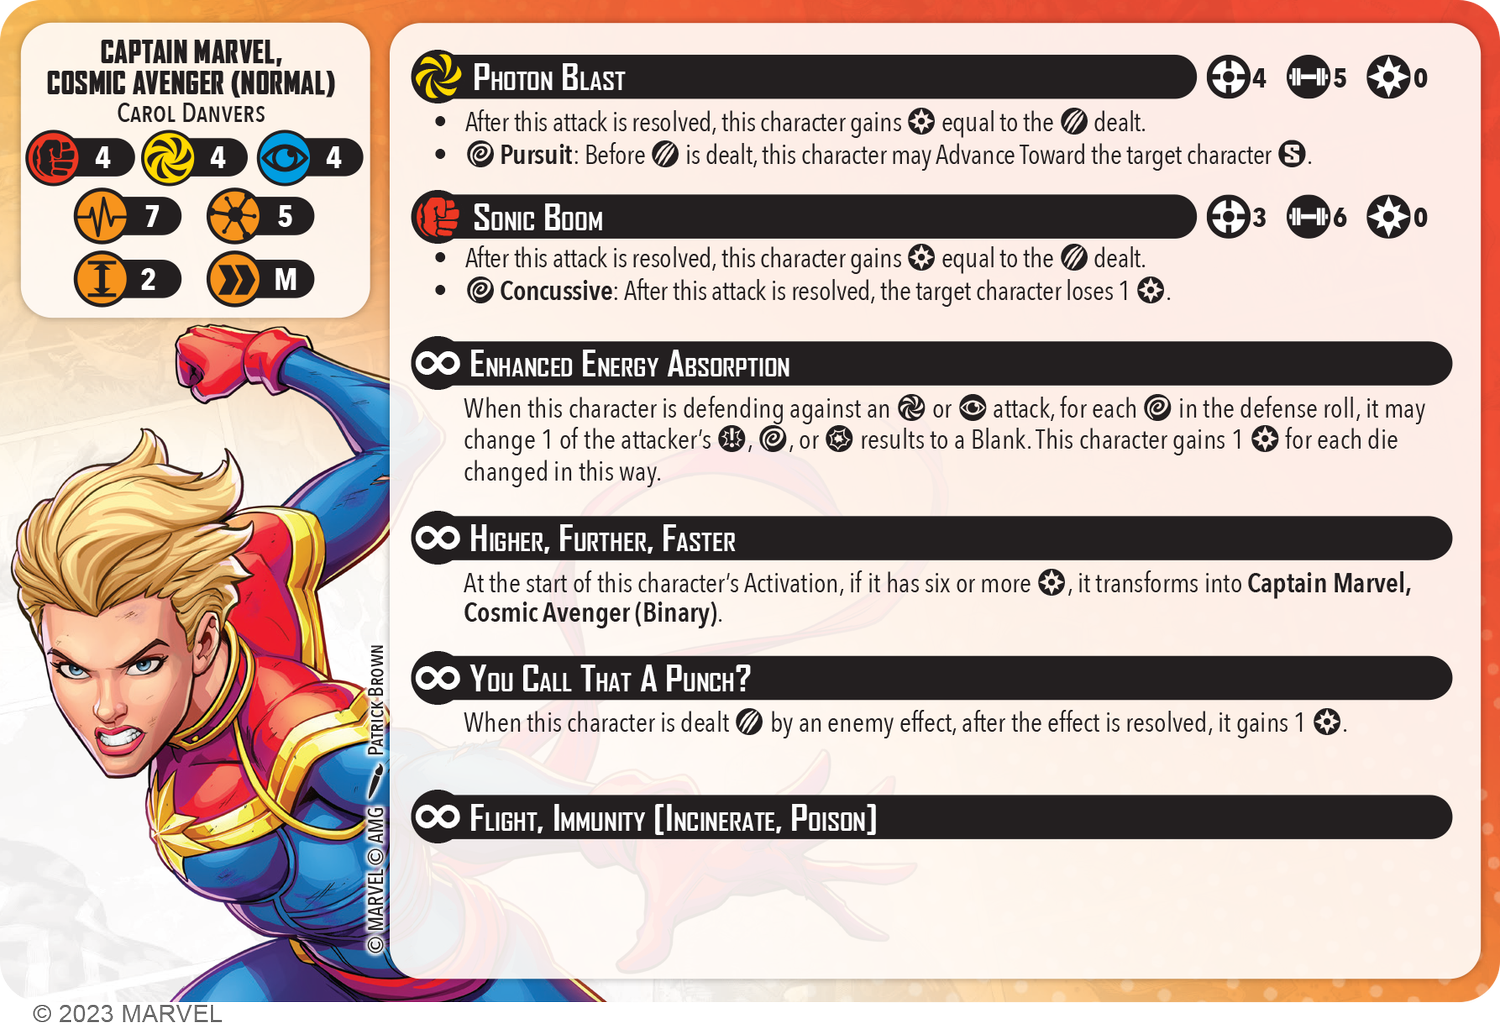 CAPTAIN MARVEL,
COSMIC AVENGER (NORMAL)
CAROL DANVERS
4 4 4
7 5
2 M
PHOTON BLAST 4 5 0
• After this attack is resolved, this character gains equal to the dealt.
• Pursuit: Before is dealt, this character may Advance Toward the target character S.
SONIC BOOM 3 6 0
• After this attack is resolved, this character gains equal to the dealt.
• Concussive: After this attack is resolved, the target character loses 1 .
ENHANCED ENERGY ABSORPTION
When this character is defending against an or attack, for each in the defense roll, it may
change 1 of the attacker's , , or results to a Blank. This character gains 1 for each die
changed in this way.
HIGHER, FURTHER, FASTER
At the start of this character's Activation, if it has six or more , it transforms into Captain Marvel,
Cosmic Avenger (Binary).
YOU CALL THAT A PUNCH?
When this character is dealt by an enemy effect, after the effect is resolved, it gains 1 .
FLIGHT, IMMUNITY [INCINERATE, POISON]
© MARVEL © AMG PATRICK BROWN
© 2023 MARVEL